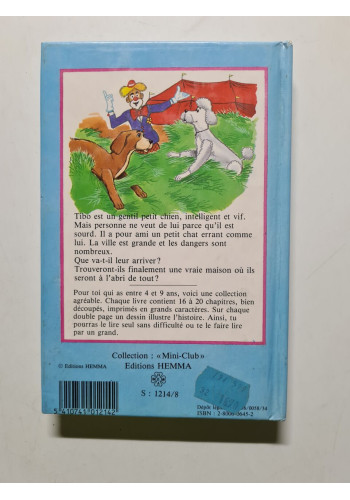 Tibo est un gentil petit chien, intelligent et vif.
Mais personne ne veut de lui parce qu'il est
sourd. Il a pour ami un petit chat errant comme
lui. La ville est grande et les dangers sont
nombreux.
Que va-t-il leur arriver?
Trouveront-ils finalement une vraie maison où ils
seront à l'abri de tout?
Pour toi qui as entre 4 et 9 ans, voici une collection
agréable. Chaque livre contient 16 à 20 chapitres, bien
découpés, imprimés en grands caractères. Sur chaque
double page un dessin illustre l'histoire. Ainsi, tu
pourras le lire seul sans difficulté ou te le faire lire
par un grand.
Collection : «Mini-Club»
© Editions HEMMA
Editions HEMMA
S : 1214/8
5 410741 012142
Dépôt